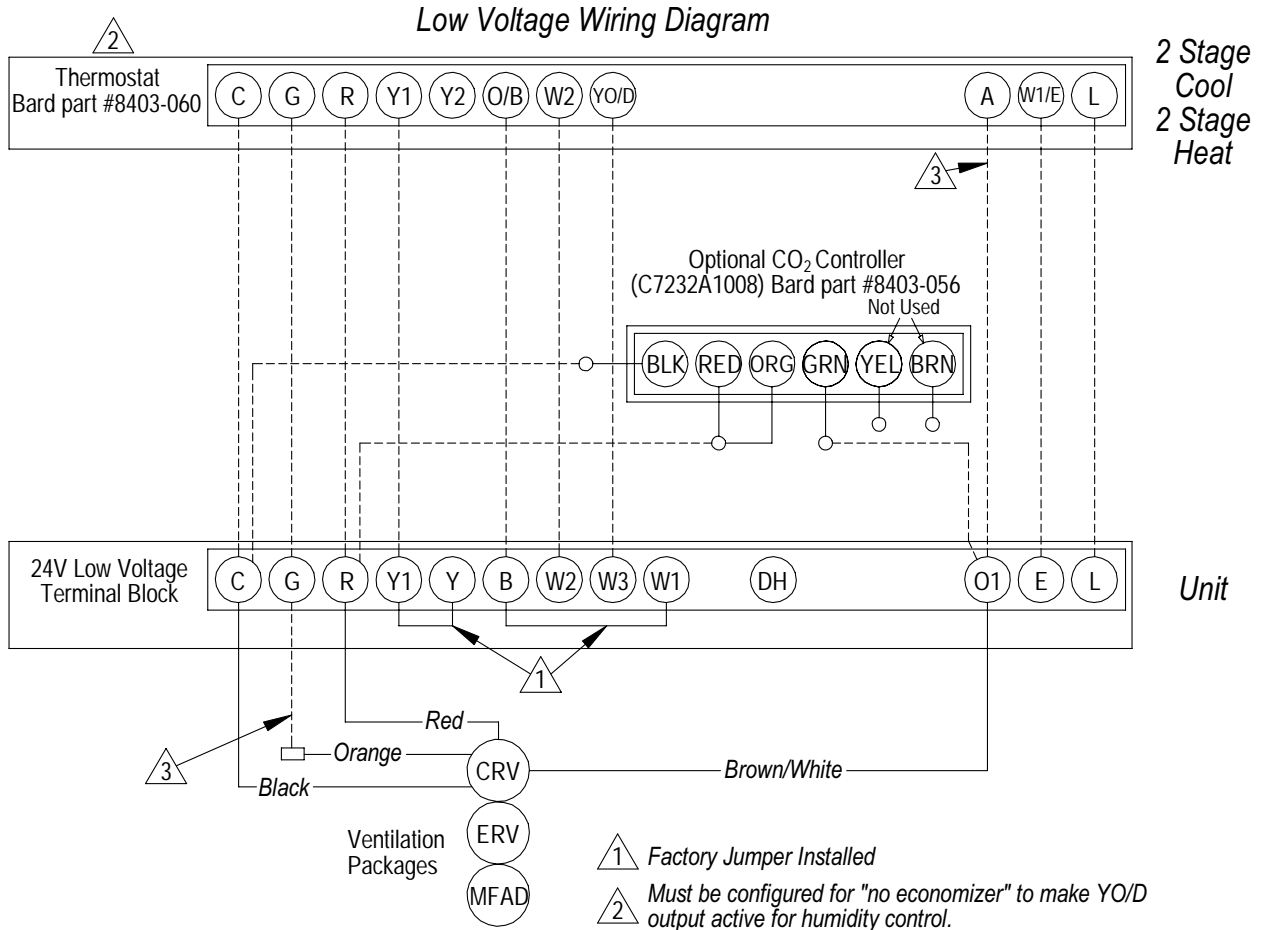 Low Voltage Wiring Diagram
2
Thermostat
Bard part #8403-060
C G R Y1 Y2 O/B W2 YO/D A W1/E L
2 Stage
Cool
2 Stage
Heat
3
Optional CO₂ Controller
(C7232A1008) Bard part #8403-056
Not Used
BLK RED ORG GRN YEL BRN
24V Low Voltage
Terminal Block
C G R Y1 Y B W2 W3 W1 DH O1 E L
Unit
1
Red
3
Orange
CRV
Brown/White
Black
Ventilation
Packages
ERV
MFAD
1 Factory Jumper Installed
2 Must be configured for "no economizer" to make YO/D
output active for humidity control.